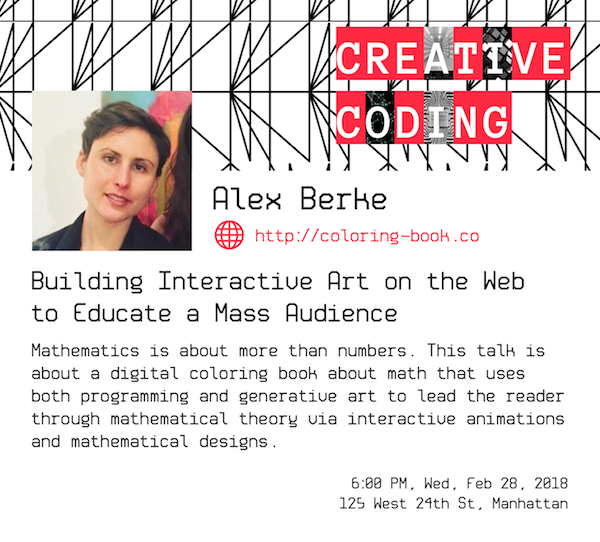 CREATIVE
CODING
Alex Berke
http://coloring-book.co
Building Interactive Art on the Web
to Educate a Mass Audience
Mathematics is about more than numbers. This talk is
about a digital coloring book about math that uses
both programming and generative art to lead the reader
through mathematical theory via interactive animations
and mathematical designs.
6:00 PM, Wed, Feb 28, 2018
125 West 24th St, Manhattan